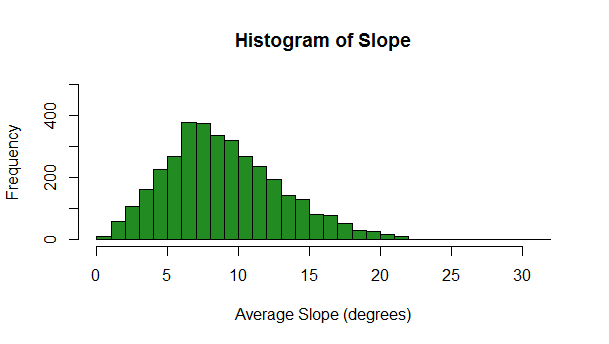 Histogram of Slope
Frequency
400
200
0
0 5 10 15 20 25 30
Average Slope (degrees)